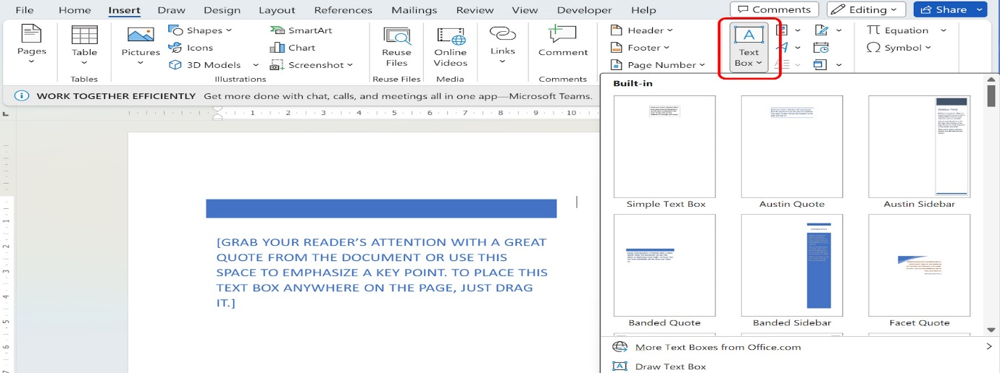 File Home Insert Draw Design Layout References Mailings Review View Developer Help Comments Editing Share
Pages
Table
Tables
Pictures
Shapes
Icons
3D Models
SmartArt
Chart
Screenshot
Illustrations
Reuse
Files
Reuse Files
Online
Videos
Media
Links
Comment
Comments
Header
Footer
Page Number
A
Text
Box
Equation
Symbol
WORK TOGETHER EFFICIENTLY Get more done with chat, calls, and meetings all in one app—Microsoft Teams.
1 2 3 4 5 6 7 8 9 10
1
2
3
4
5
6
[GRAB YOUR READER’S ATTENTION WITH A GREAT
QUOTE FROM THE DOCUMENT OR USE THIS
SPACE TO EMPHASIZE A KEY POINT. TO PLACE THIS
TEXT BOX ANYWHERE ON THE PAGE, JUST DRAG
IT.]
Built-in
Simple Text Box Austin Quote Austin Sidebar
Banded Quote Banded Sidebar Facet Quote
More Text Boxes from Office.com
Draw Text Box